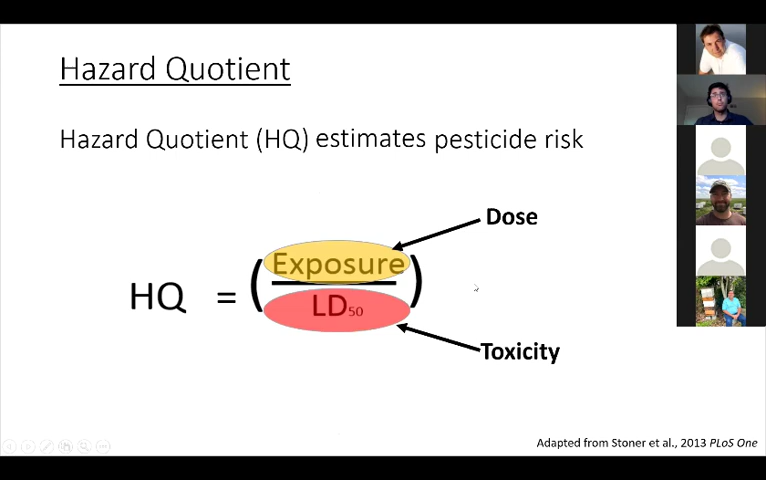 Hazard Quotient
Hazard Quotient (HQ) estimates pesticide risk
Dose
HQ = (Exposure
LD50)
Toxicity
Adapted from Stoner et al., 2013 PLoS One